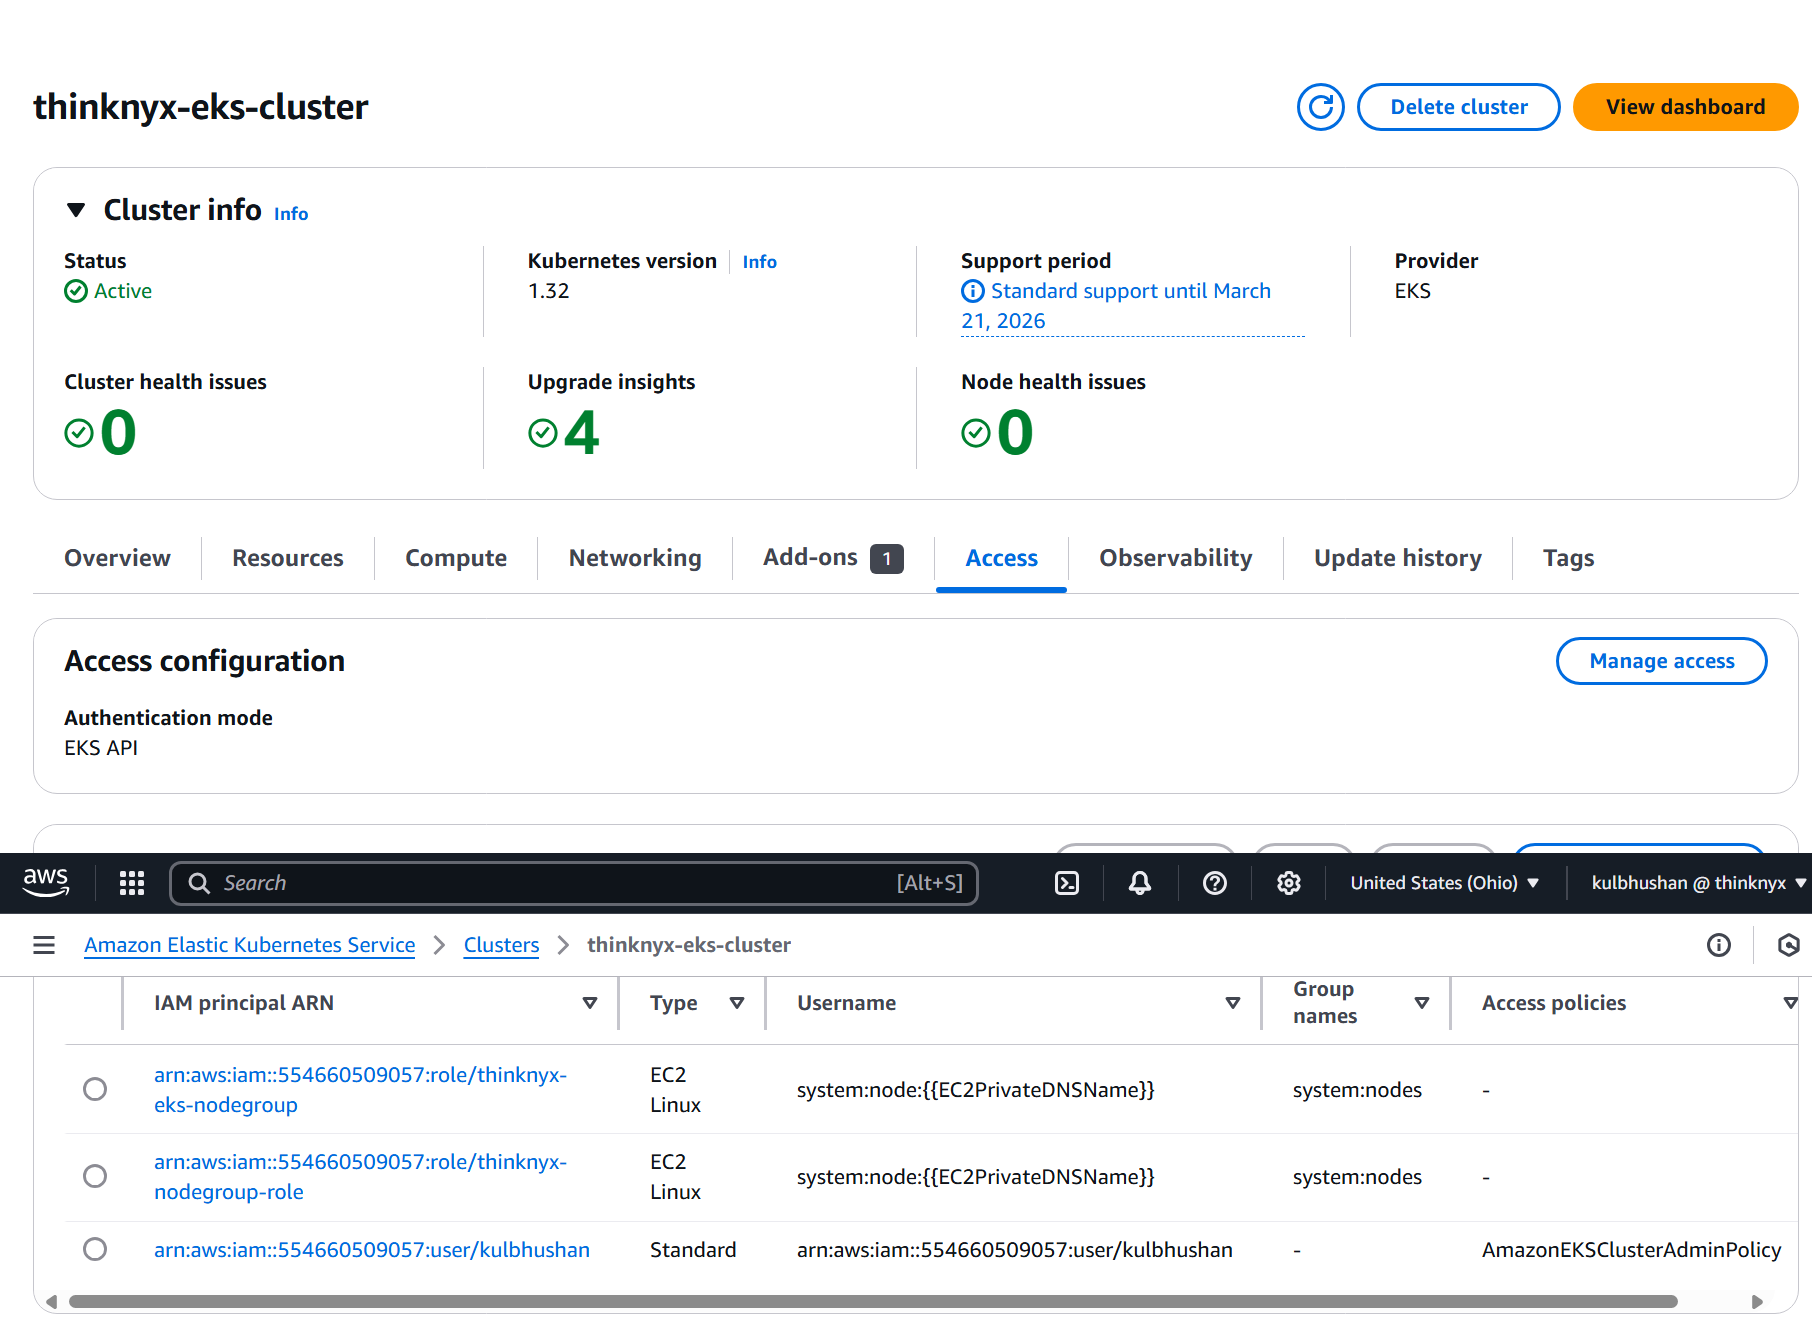 thinknyx-eks-cluster
Delete cluster
View dashboard
Cluster info Info
Status
Active
Kubernetes version Info
1.32
Support period
Standard support until March
21, 2026
Provider
EKS
Cluster health issues
0
Upgrade insights
4
Node health issues
0
Overview Resources Compute Networking Add-ons 1 Access Observability Update history Tags
Access configuration
Manage access
Authentication mode
EKS API
aws Search [Alt+S] United States (Ohio) kulbhushan @ thinknyx
Amazon Elastic Kubernetes Service Clusters thinknyx-eks-cluster
IAM principal ARN Type Username Group names Access policies
arn:aws:iam::554660509057:role/thinknyx-
eks-nodegroup
EC2
Linux
system:node:{{EC2PrivateDNSName}}
system:nodes
-
arn:aws:iam::554660509057:role/thinknyx-
nodegroup-role
EC2
Linux
system:node:{{EC2PrivateDNSName}}
system:nodes
-
arn:aws:iam::554660509057:user/kulbhushan
Standard
arn:aws:iam::554660509057:user/kulbhushan
-
AmazonEKSClusterAdminPolicy